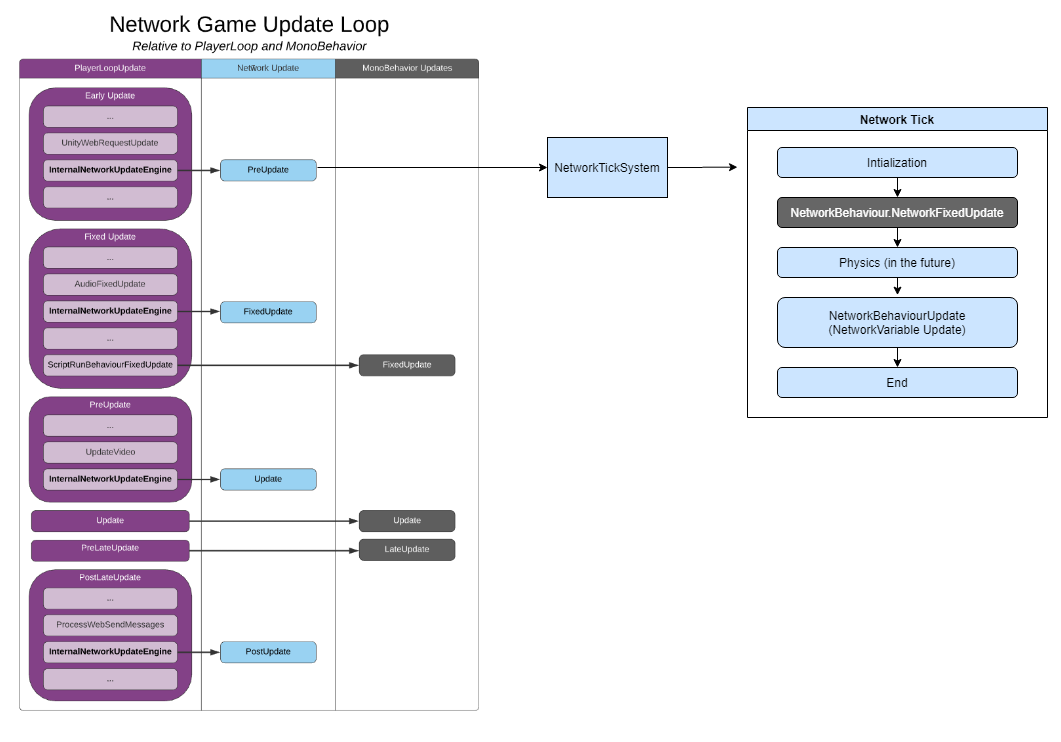 Network Game Update Loop
Relative to PlayerLoop and MonoBehavior
PlayerLoopUpdate
Network Update
MonoBehavior Updates
Early Update
...
UnityWebRequestUpdate
InternalNetworkUpdateEngine
PreUpdate
...
Fixed Update
...
AudioFixedUpdate
InternalNetworkUpdateEngine
FixedUpdate
...
ScriptRunBehaviourFixedUpdate
FixedUpdate
PreUpdate
...
UpdateVideo
InternalNetworkUpdateEngine
Update
Update
Update
PreLateUpdate
LateUpdate
PostLateUpdate
...
ProcessWebSendMessages
InternalNetworkUpdateEngine
PostUpdate
...
NetworkTickSystem
Network Tick
Intialization
NetworkBehaviour.NetworkFixedUpdate
Physics (in the future)
NetworkBehaviourUpdate
(NetworkVariable Update)
End